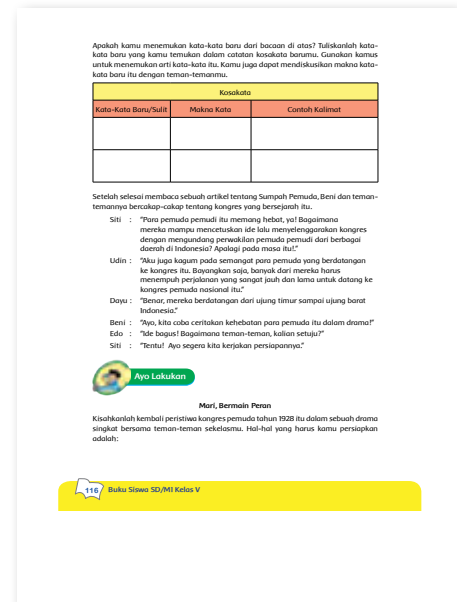 Apakah kamu menemukan kata-kata baru dari bacaan di atas? Tuliskanlah kata-
kata baru yang kamu temukan dalam catatan kosakata barumu. Gunakan kamus
untuk menemukan arti kata-kata itu. Kamu juga dapat mendiskusikan makna kata-
kata baru itu dengan teman-temanmu.
Kosakata
Kata-Kata Baru/Sulit Makna Kata Contoh Kalimat
Setelah selesai membaca sebuah artikel tentang Sumpah Pemuda, Beni dan teman-
temannya bercakap-cakap tentang kongres yang bersejarah itu.
Siti : "Para pemuda pemudi itu memang hebat, ya! Bagaimana
mereka mampu mencetuskan ide lalu menyelenggarakan kongres
dengan mengundang perwakilan pemuda pemudi dari berbagai
daerah di Indonesia? Apalagi pada masa itu!."
Udin : "Aku juga kagum pada semangat para pemuda yang berdatangan
ke kongres itu. Bayangkan saja, banyak dari mereka harus
menempuh perjalanan yang sangat jauh dan lama untuk datang ke
kongres pemuda nasional itu."
Dayu : "Benar, mereka berdatangan dari ujung timur sampai ujung barat
Indonesia."
Beni : "Ayo, kita coba ceritakan kehebatan para pemuda itu dalam drama!"
Edo : "Ide bagus! Bagaimana teman-teman, kalian setuju?"
Siti : "Tentu! Ayo segera kita kerjakan persiapannya."
Ayo Lakukan
Mari, Bermain Peran
Kisahkanlah kembali peristiwa kongres pemuda tahun 1928 itu dalam sebuah drama
singkat bersama teman-teman sekelasmu. Hal-hal yang harus kamu persiapkan
adalah:
116 Buku Siswa SD/MI Kelas V